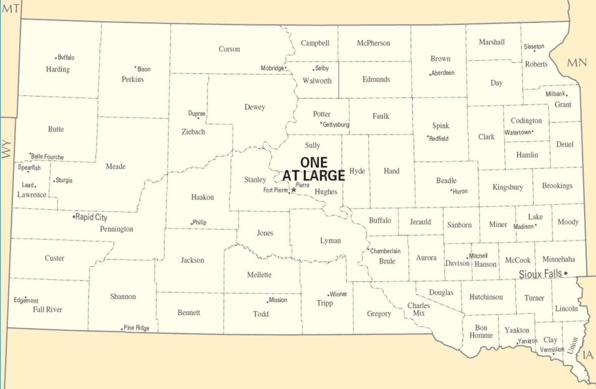 MT
MN
WY
IA
Harding
Buffalo
Perkins
Bison
Corson
Campbell
McPherson
Brown
Marshall
Roberts
Sisseton
Mobridge
Selby
Walworth
Edmunds
Aberdeen
Day
Milbank
Grant
Butte
Dewey
Dupree
Ziebach
Potter
Gettysburg
Faulk
Spink
Redfield
Clark
Codington
Watertown
Hamlin
Deuel
Belle Fourche
Spearfish
Lead
Lawrence
Sturgis
Meade
Sully
ONE
AT LARGE
Stanley
Fort Pierre
Pierre
Hughes
Hyde
Hand
Beadle
Huron
Kingsbury
Brookings
Haakon
Philip
Rapid City
Pennington
Jones
Lyman
Buffalo
Jerauld
Sanborn
Miner
Lake
Madison
Moody
Custer
Jackson
Mellette
Chamberlain
Brule
Aurora
Davison
Mitchell
Hanson
McCook
Minnehaha
Sioux Falls
Edgemont
Fall River
Shannon
Pine Ridge
Bennett
Todd
Mission
Tripp
Winner
Gregory
Charles
Mix
Douglas
Hutchinson
Turner
Lincoln
Bon
Homme
Yankton
Yankton
Clay
Vermillion
Union